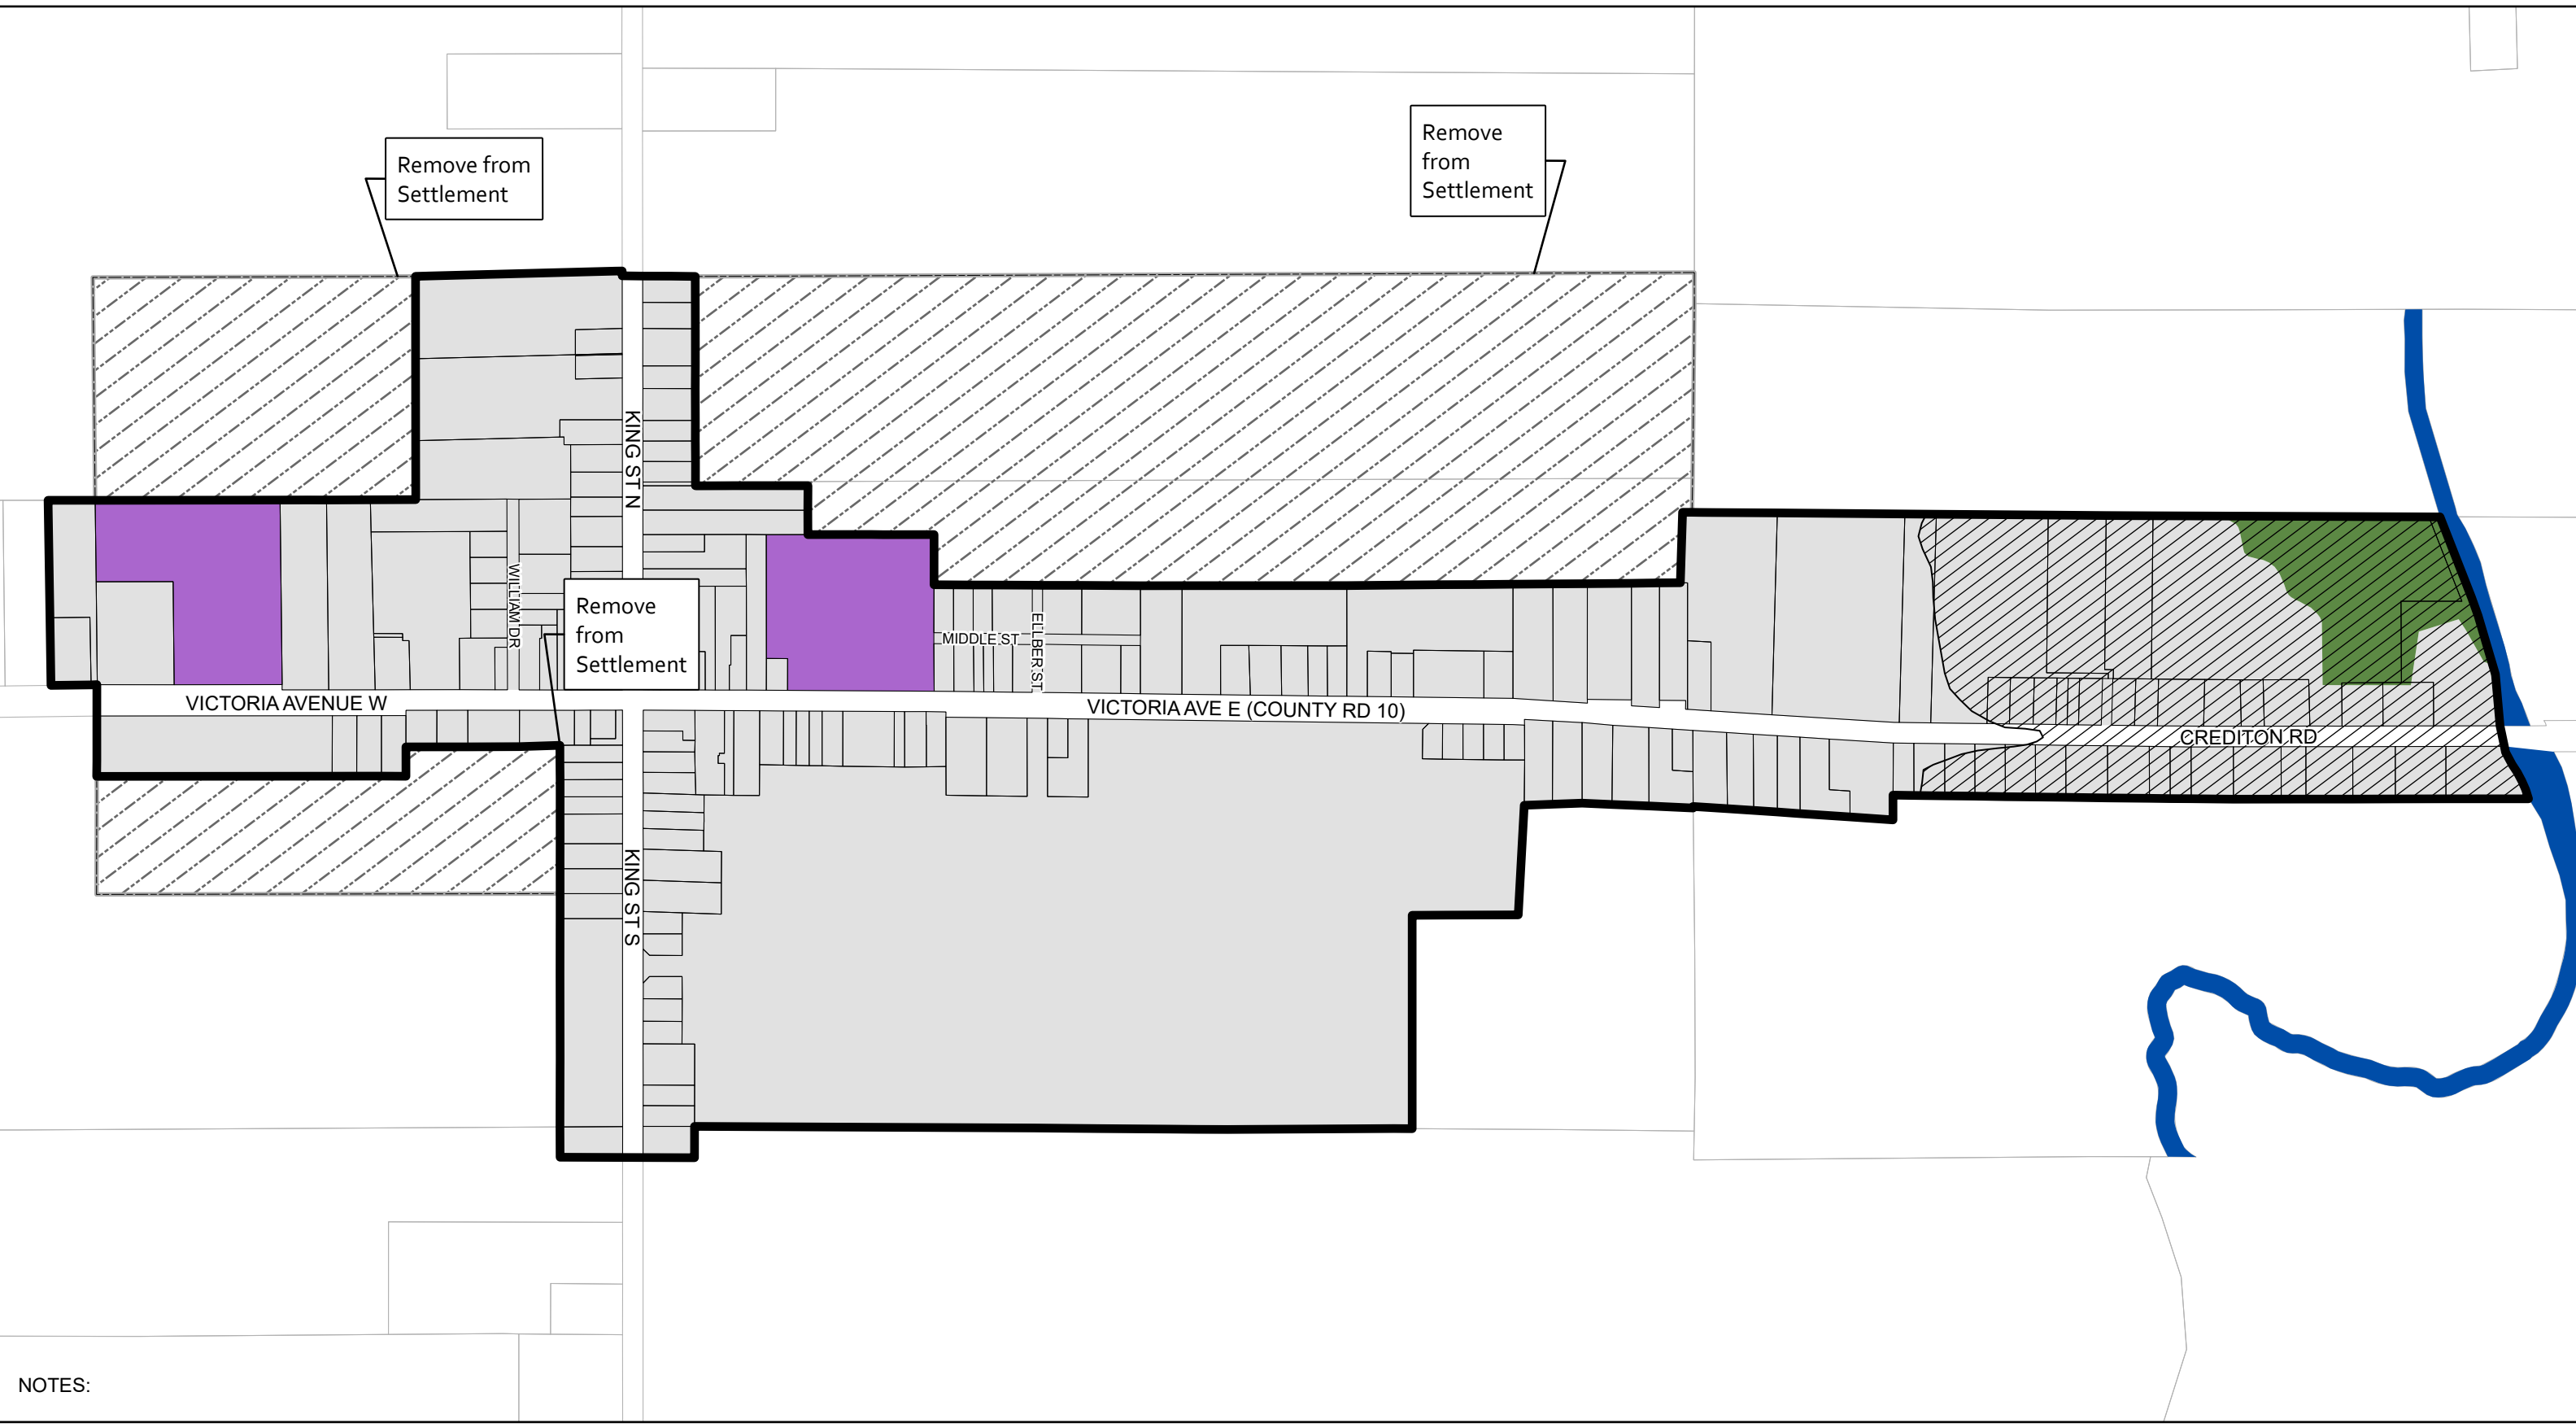 Remove from
Settlement
Remove
from
Settlement
KING ST N
WILLIAM DR
Remove
from
Settlement
MIDDLE ST
ELLBER ST
VICTORIA AVENUE W
VICTORIA AVE E (COUNTY RD 10)
CREDITON RD
KING ST S
NOTES: